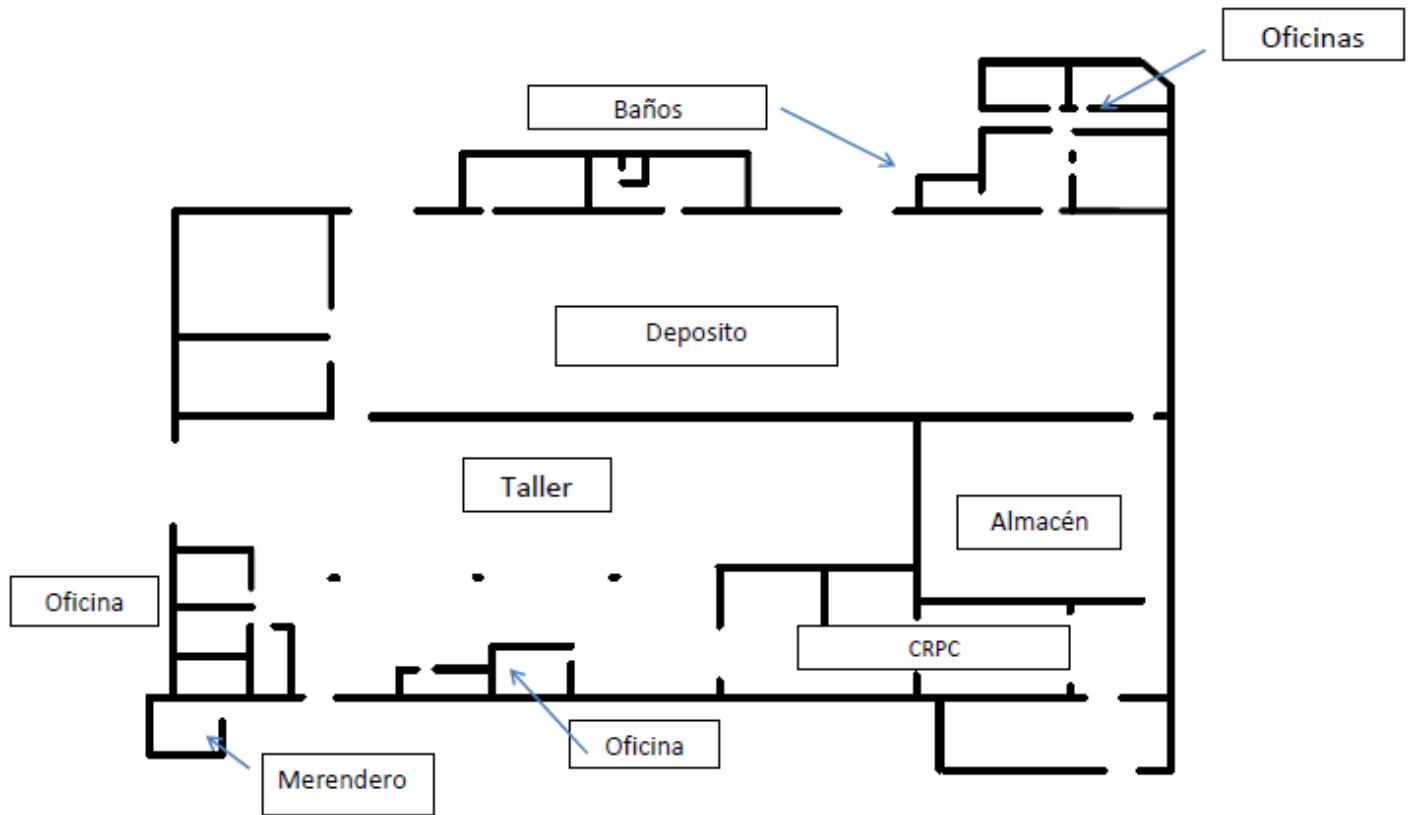 Oficinas
Baños
Deposito
Taller
Almacén
Oficina
CRPC
Oficina
Merendero